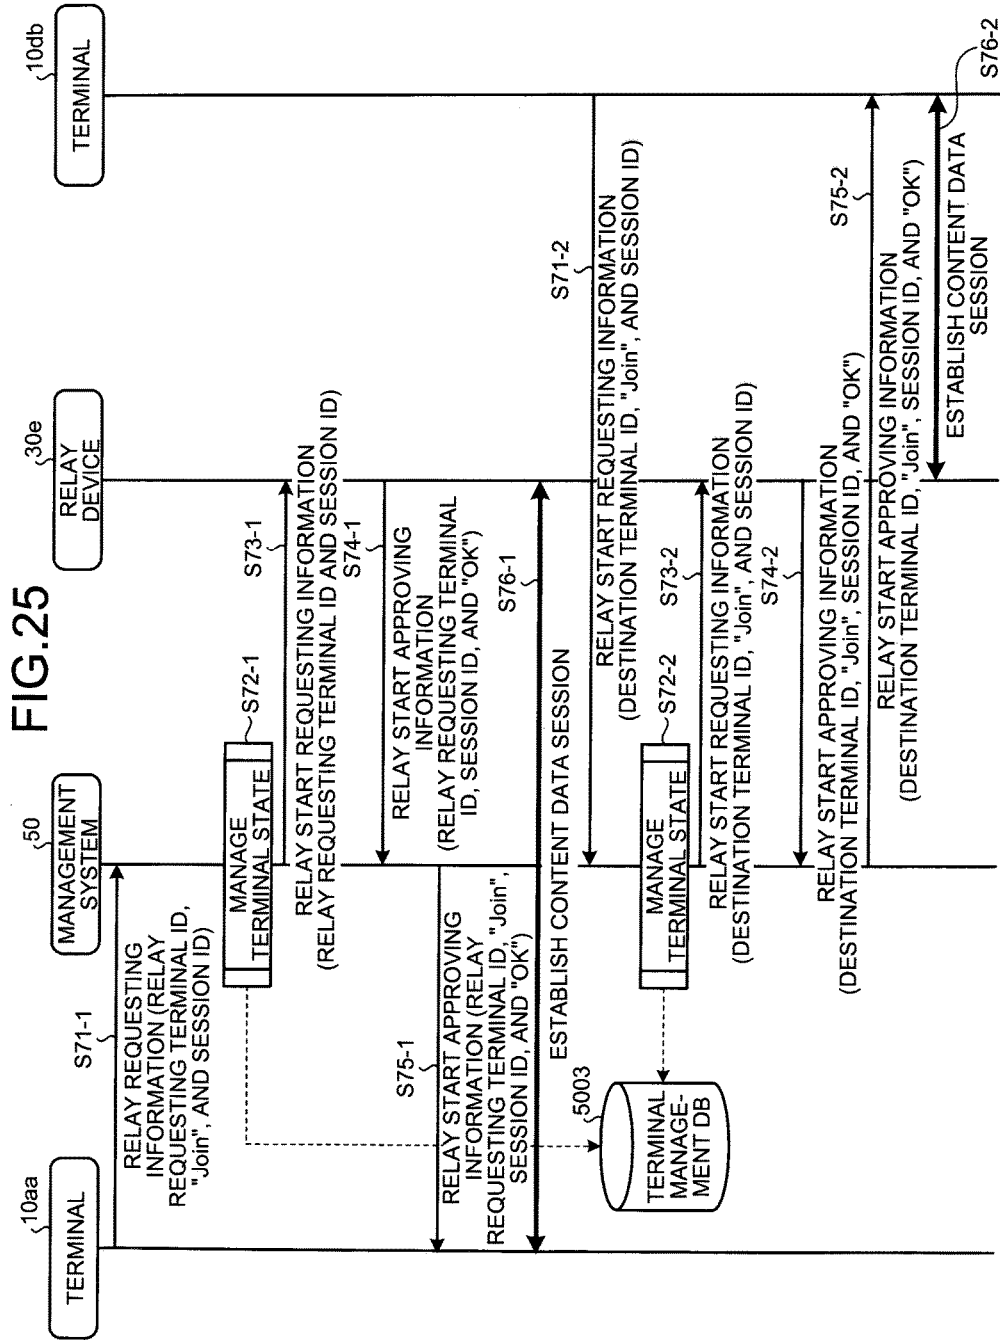 FIG.25
10aa
TERMINAL
50
MANAGEMENT
SYSTEM
30e
RELAY
DEVICE
10db
TERMINAL
S71-1
RELAY REQUESTING
INFORMATION (RELAY
REQUESTING TERMINAL ID,
"Join", AND SESSION ID)
S72-1
MANAGE
TERMINAL STATE
S73-1
RELAY START REQUESTING INFORMATION
(RELAY REQUESTING TERMINAL ID AND SESSION ID)
S74-1
RELAY START APPROVING
INFORMATION
(RELAY REQUESTING TERMINAL
ID, SESSION ID, AND "OK")
S75-1
RELAY START APPROVING
INFORMATION (RELAY
REQUESTING TERMINAL ID, "Join",
SESSION ID, AND "OK")
S76-1
ESTABLISH CONTENT DATA SESSION
S71-2
RELAY START REQUESTING INFORMATION
(DESTINATION TERMINAL ID, "Join", AND SESSION ID)
5003
TERMINAL
MANAGE-
MENT DB
S72-2
MANAGE
TERMINAL STATE
S73-2
RELAY START REQUESTING INFORMATION
(DESTINATION TERMINAL ID, "Join" AND SESSION ID)
S74-2
RELAY START APPROVING INFORMATION
(DESTINATION TERMINAL ID, "Join", SESSION ID, AND "OK")
S75-2
RELAY START APPROVING INFORMATION
(DESTINATION TERMINAL ID, "Join", SESSION ID, AND "OK")
ESTABLISH CONTENT DATA
SESSION
S76-2